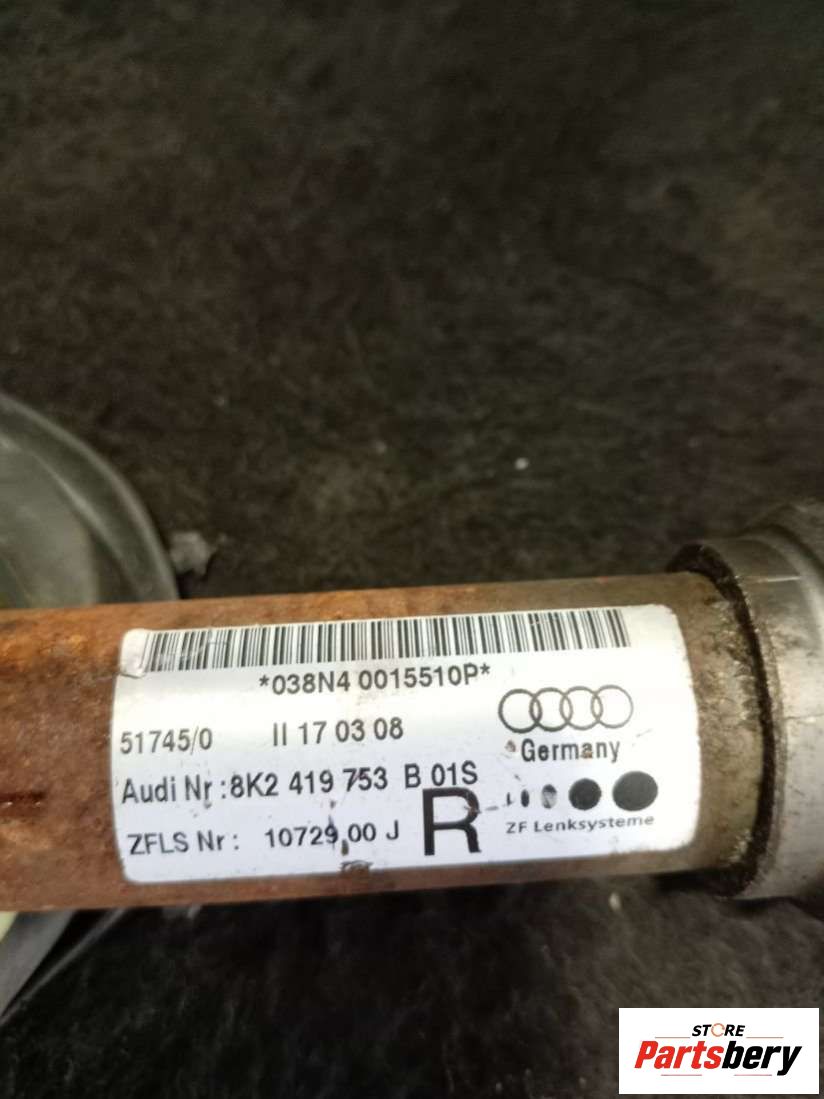 *038N4 0015510P*
51745/0 II 17 03 08
Germany
Audi Nr :8K2 419 753 B 01S
ZFLS Nr : 10729,00 J R
ZF Lenksysteme
STORE
Partsbery